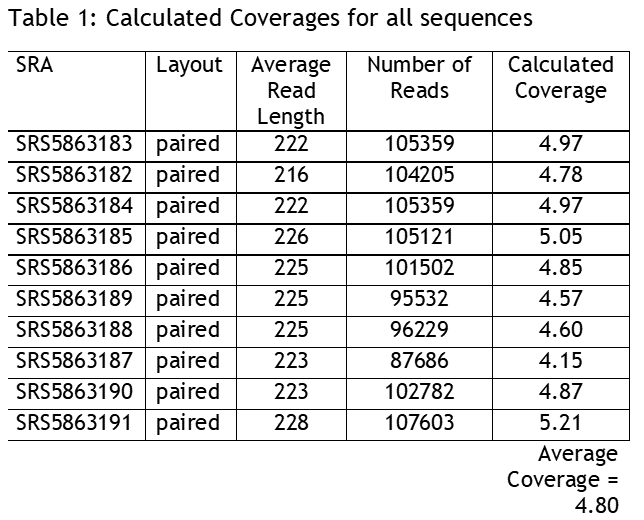 Table 1: Calculated Coverages for all sequences
SRA Layout Average Number of Calculated
Read Reads Coverage
Length
SRS5863183 paired 222 105359 4.97
SRS5863182 paired 216 104205 4.78
SRS5863184 paired 222 105359 4.97
SRS5863185 paired 226 105121 5.05
SRS5863186 paired 225 101502 4.85
SRS5863189 paired 225 95532 4.57
SRS5863188 paired 225 96229 4.60
SRS5863187 paired 223 87686 4.15
SRS5863190 paired 223 102782 4.87
SRS5863191 paired 228 107603 5.21
Average
Coverage =
4.80